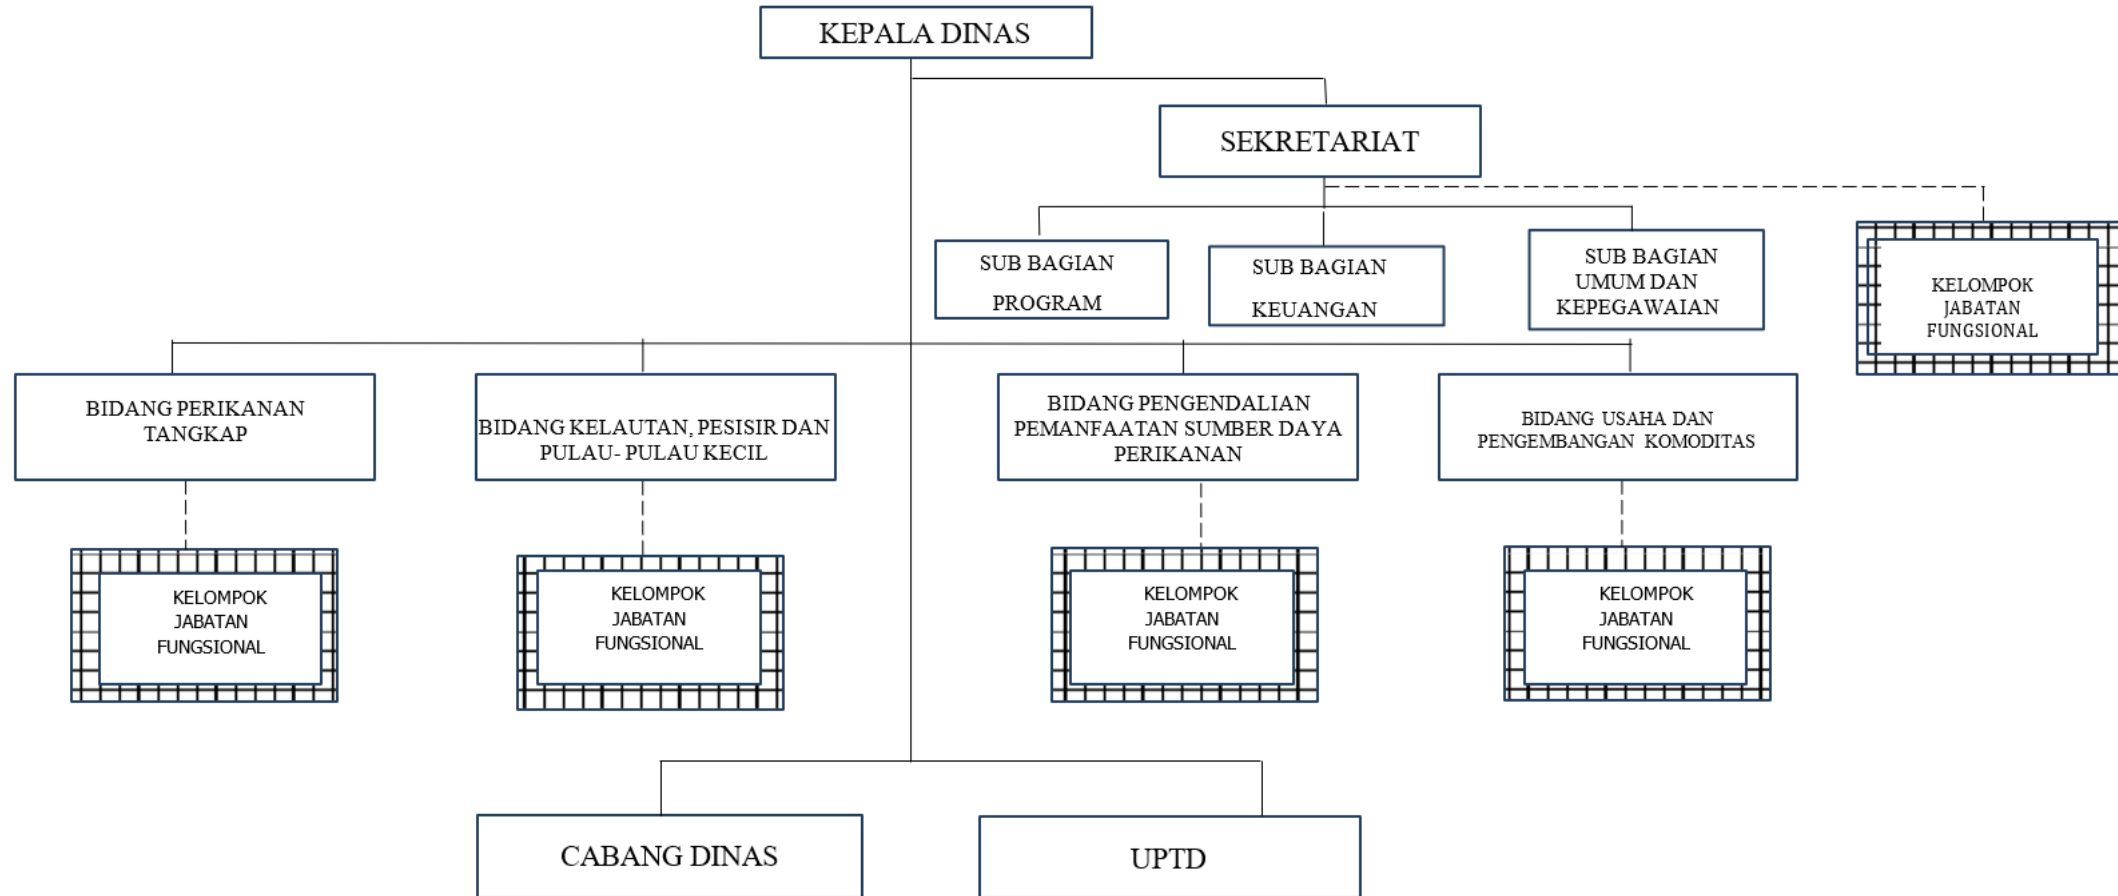 KEPALA DINAS
SEKRETARIAT
SUB BAGIAN
PROGRAM
SUB BAGIAN
KEUANGAN
SUB BAGIAN
UMUM DAN
KEPEGAWAIAN
KELOMPOK
JABATAN
FUNGSIONAL
BIDANG PERIKANAN
TANGKAP
BIDANG KELAUTAN, PESISIR DAN
PULAU- PULAU KECIL
BIDANG PENGENDALIAN
PEMANFAATAN SUMBER DAYA
PERIKANAN
BIDANG USAHA DAN
PENGEMBANGAN KOMODITAS
KELOMPOK
JABATAN
FUNGSIONAL
KELOMPOK
JABATAN
FUNGSIONAL
KELOMPOK
JABATAN
FUNGSIONAL
KELOMPOK
JABATAN
FUNGSIONAL
CABANG DINAS
UPTD